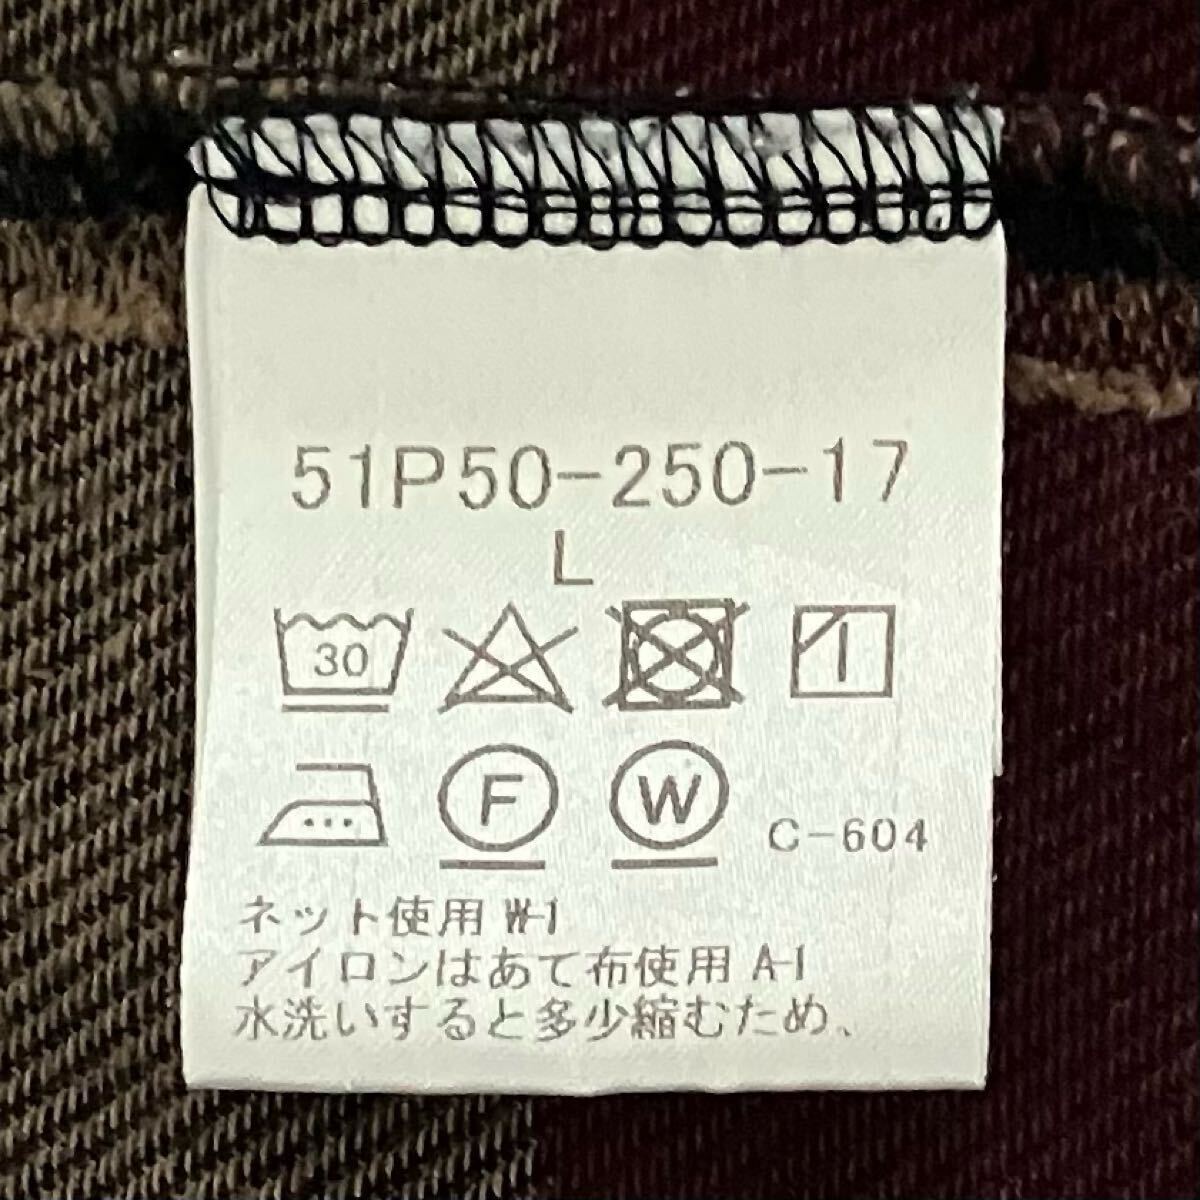 51P50-250-17
L
30
F W C-604
ネット使用 W-1
アイロンはあて布使用 A-1
水洗いすると多少縮むため、